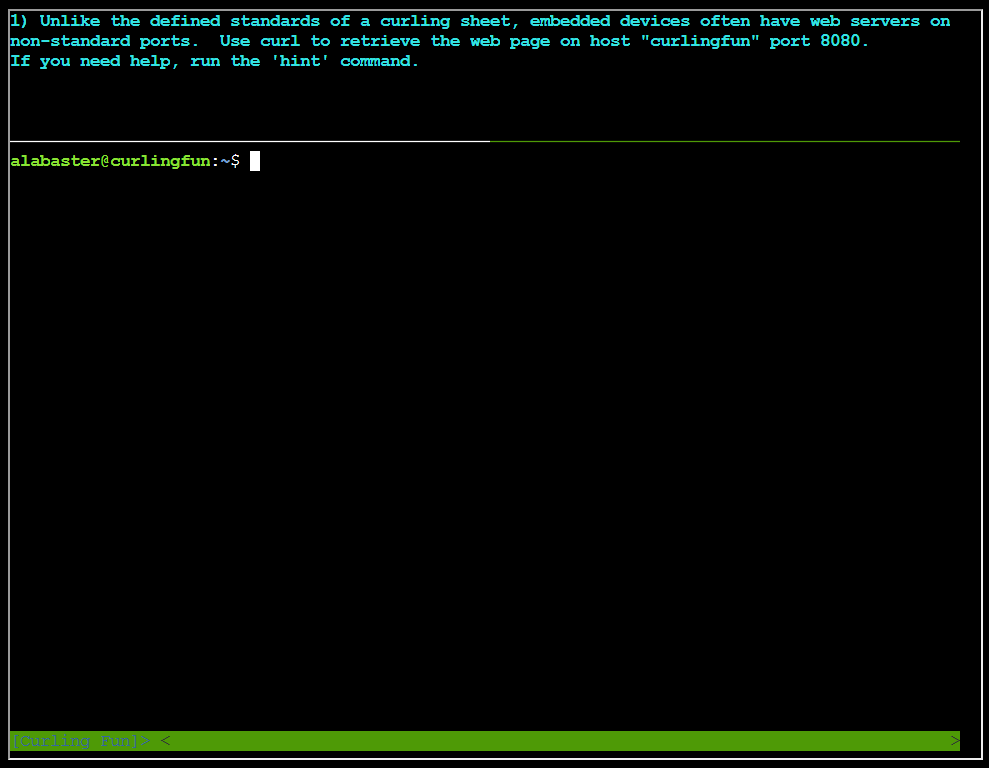 1) Unlike the defined standards of a curling sheet, embedded devices often have web servers on
non-standard ports.  Use curl to retrieve the web page on host "curlingfun" port 8080.
If you need help, run the 'hint' command.
alabaster@curlingfun:~$
[Curling Fun]> < >